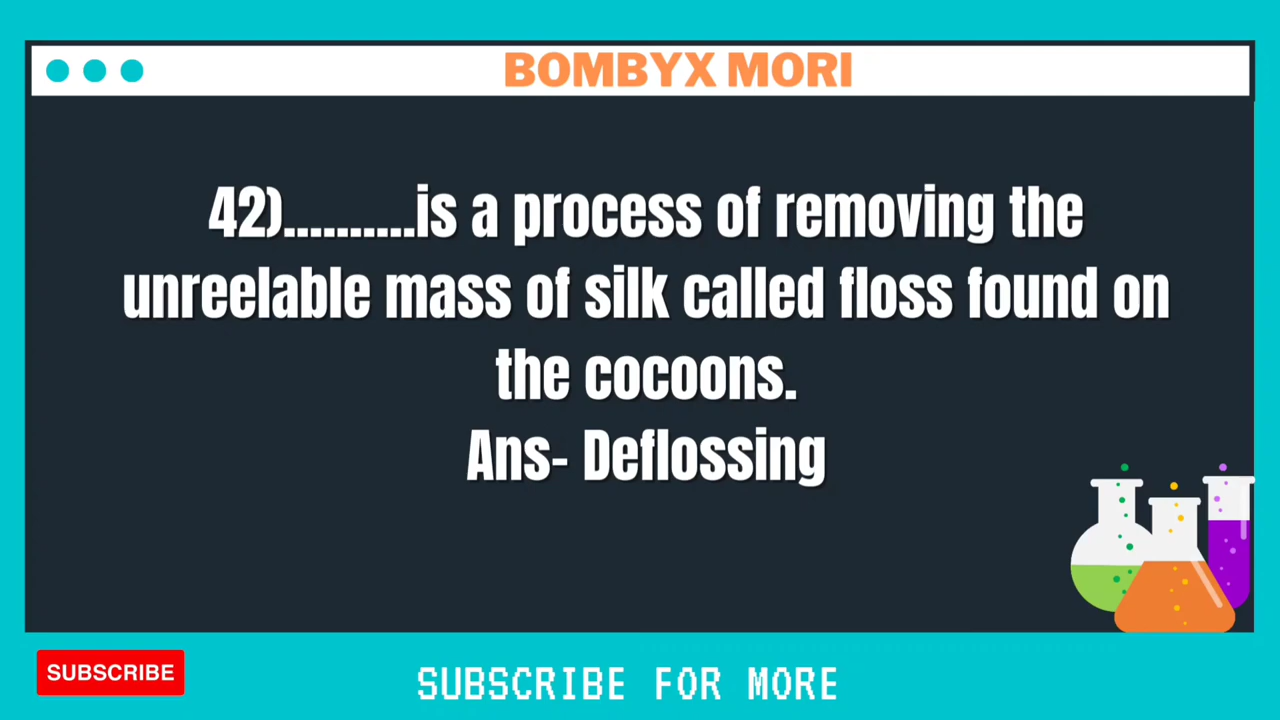 BOMBYX MORI
42)..........is a process of removing the
unreelable mass of silk called floss found on
the cocoons.
Ans- Deflossing
SUBSCRIBE
SUBSCRIBE FOR MORE